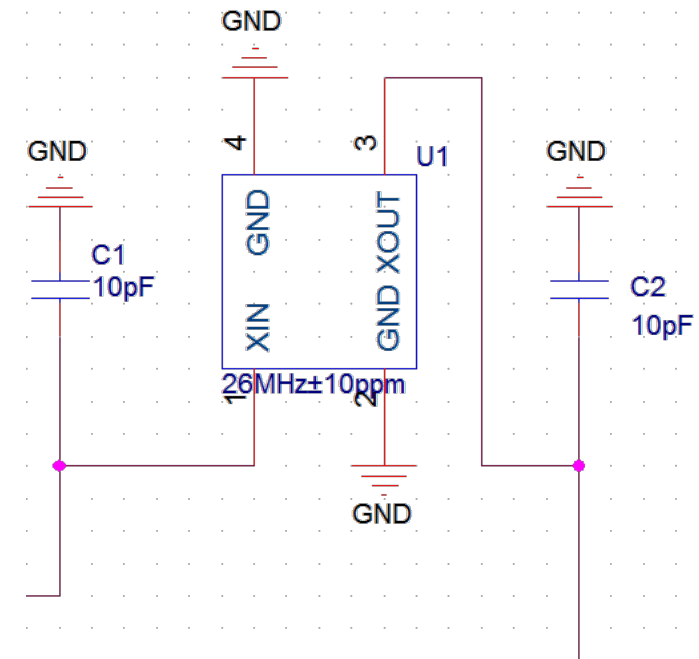 GND
4
3
U1
GND
GND
GND
XOUT
C1
10pF
C2
10pF
XIN
GND
26MHz±10ppm
1
2
GND